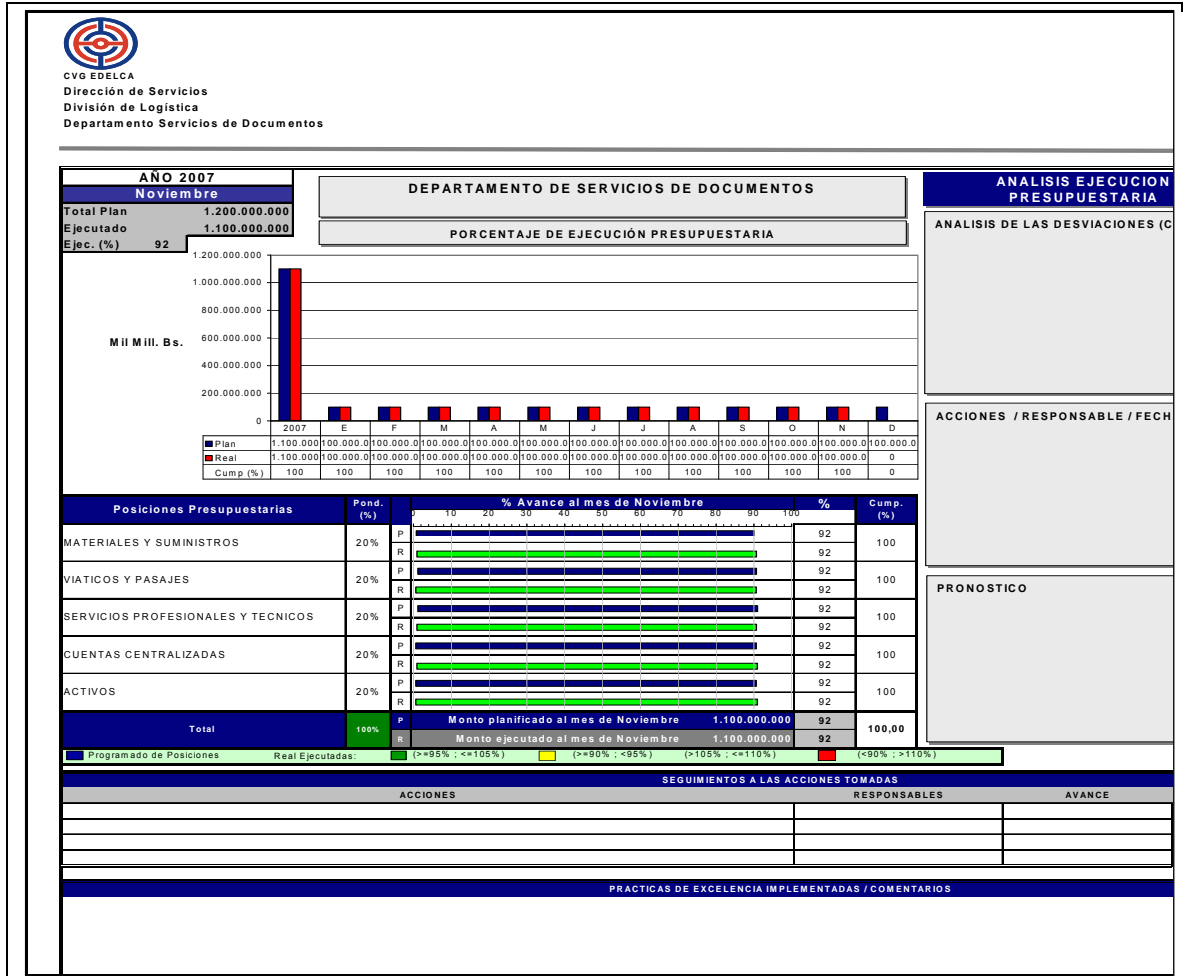 CVG EDELCA
Dirección de Servicios
División de Logística
Departamento Servicios de Documentos
AÑO 2007
Noviembre
Total Plan 1.200.000.000
Ejecutado 1.100.000.000
Ejec. (%) 92
DEPARTAMENTO DE SERVICIOS DE DOCUMENTOS
PORCENTAJE DE EJECUCIÓN PRESUPUESTARIA
Mil Mill. Bs.
1.200.000.000
1.000.000.000
800.000.000
600.000.000
400.000.000
200.000.000
0
2007 E F M A M J J A S O N D
Plan 1.100.000 100.000.0 100.000.0 100.000.0 100.000.0 100.000.0 100.000.0 100.000.0 100.000.0 100.000.0 100.000.0 100.000.0 100.000.0
Real 1.100.000 100.000.0 100.000.0 100.000.0 100.000.0 100.000.0 100.000.0 100.000.0 100.000.0 100.000.0 100.000.0 100.000.0 0
Cump (%) 100 100 100 100 100 100 100 100 100 100 100 100 0
ANALISIS EJECUCION
PRESUPUESTARIA
ANALISIS DE LAS DESVIACIONES (C
ACCIONES / RESPONSABLE / FECH
PRONOSTICO
Posiciones Presupuestarias Pond. (%) % Avance al mes de Noviembre % Cump. (%)
0 10 20 30 40 50 60 70 80 90 100
MATERIALES Y SUMINISTROS 20% P 92 100
R 92
VIATICOS Y PASAJES 20% P 92 100
R 92
SERVICIOS PROFESIONALES Y TECNICOS 20% P 92 100
R 92
CUENTAS CENTRALIZADAS 20% P 92 100
R 92
ACTIVOS 20% P 92 100
R 92
Total 100% P Monto planificado al mes de Noviembre 1.100.000.000 92 100,00
R Monto ejecutado al mes de Noviembre 1.100.000.000 92
Programado de Posiciones Real Ejecutadas: (>=95% ; <=105%) (>=90% ; <95%) (>105% ; <=110%) (<90% ; >110%)
SEGUIMIENTOS A LAS ACCIONES TOMADAS
ACCIONES RESPONSABLES AVANCE
PRACTICAS DE EXCELENCIA IMPLEMENTADAS / COMENTARIOS